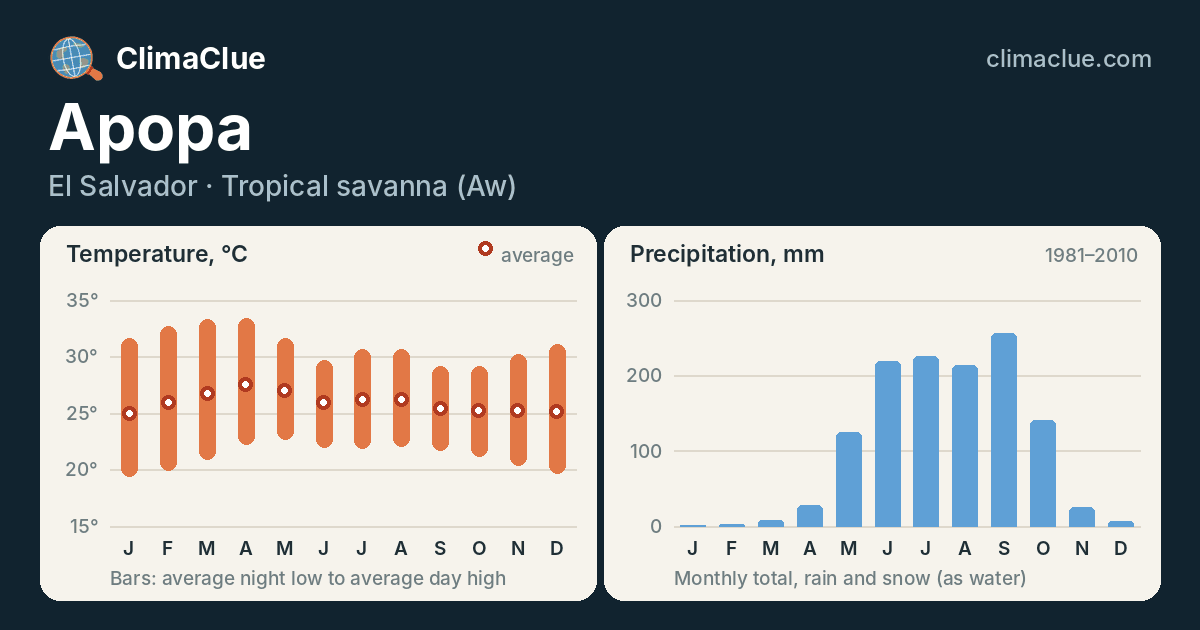 ClimaClue
climaclue.com
Apopa
El Salvador · Tropical savanna (Aw)
Temperature, °C
average
35°
30°
25°
20°
15°
J F M A M J J A S O N D
Bars: average night low to average day high
Precipitation, mm
1981–2010
300
200
100
0
J F M A M J J A S O N D
Monthly total, rain and snow (as water)